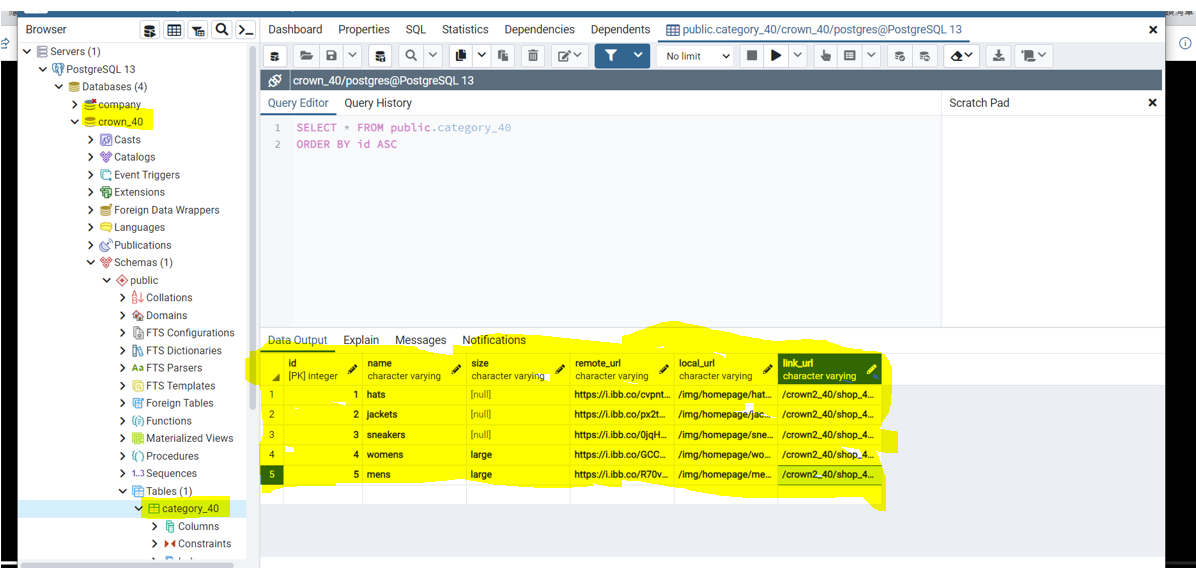 Browser
Dashboard Properties SQL Statistics Dependencies Dependents public.category_40/crown_40/postgres@PostgreSQL 13
Servers (1)
PostgreSQL 13
Databases (4)
company
crown_40
Casts
Catalogs
Event Triggers
Extensions
Foreign Data Wrappers
Languages
Publications
Schemas (1)
public
Collations
Domains
FTS Configurations
FTS Dictionaries
Aa FTS Parsers
FTS Templates
Foreign Tables
Functions
Materialized Views
Procedures
1..3 Sequences
Tables (1)
category_40
Columns
Constraints
No limit
crown_40/postgres@PostgreSQL 13
Query Editor Query History
Scratch Pad
1 SELECT * FROM public.category_40
2 ORDER BY id ASC
Data Output Explain Messages Notifications
id name size remote_url local_url link_url
[PK] integer character varying character varying character varying character varying character varying
1 1 hats [null] https://i.ibb.co/cvpnt... /img/homepage/hat... /crown2_40/shop_4...
2 2 jackets [null] https://i.ibb.co/px2t... /img/homepage/jac... /crown2_40/shop_4...
3 3 sneakers [null] https://i.ibb.co/0jqH... /img/homepage/sne... /crown2_40/shop_4...
4 4 womens large https://i.ibb.co/GCC... /img/homepage/wo... /crown2_40/shop_4...
5 5 mens large https://i.ibb.co/R70v... /img/homepage/me... /crown2_40/shop_4...